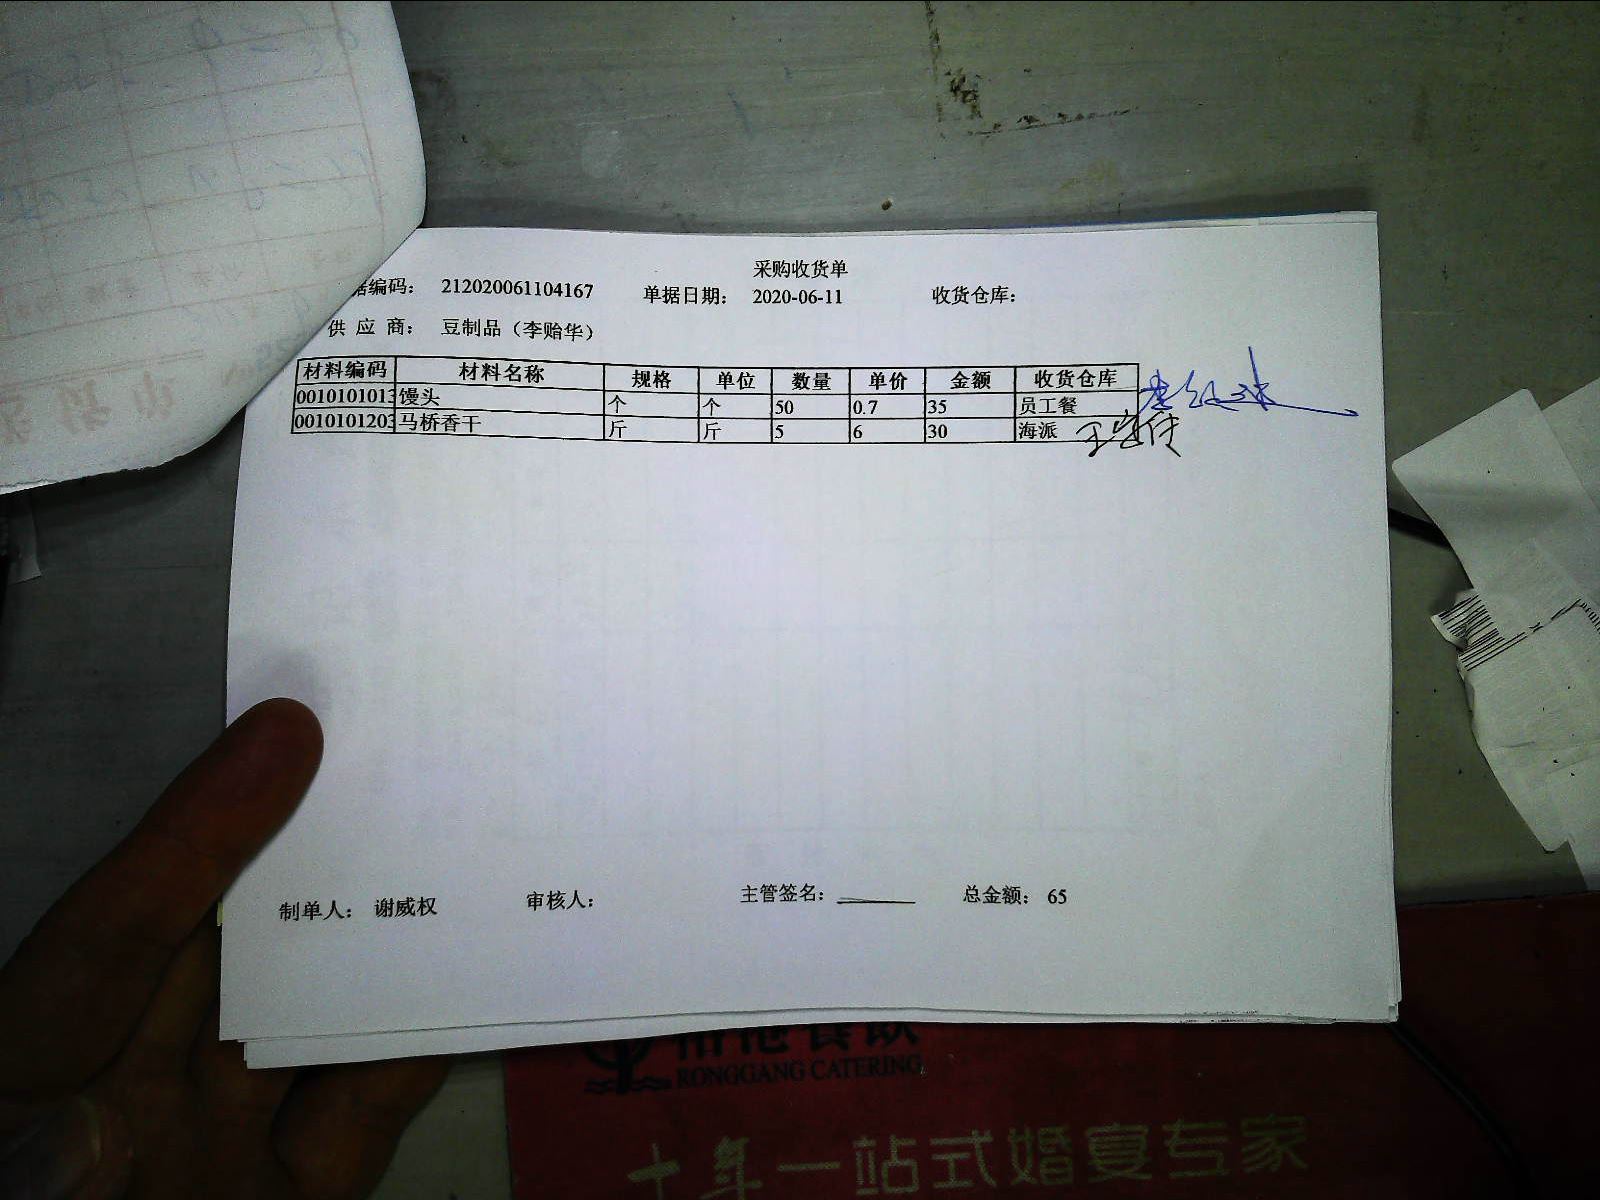 采购收货单
据编码： 212020061104167 单据日期： 2020-06-11 收货仓库：
供 应 商： 豆制品（李贻华）
材料编码 材料名称 规格 单位 数量 单价 金额 收货仓库
0010101013 馒头 个 个 50 0.7 35 员工餐
0010101203 马桥香干 斤 斤 5 6 30 海派
制单人： 谢威权 审核人： 主管签名： 总金额： 65
RONGGANG CATERING
十年一站式婚宴专家